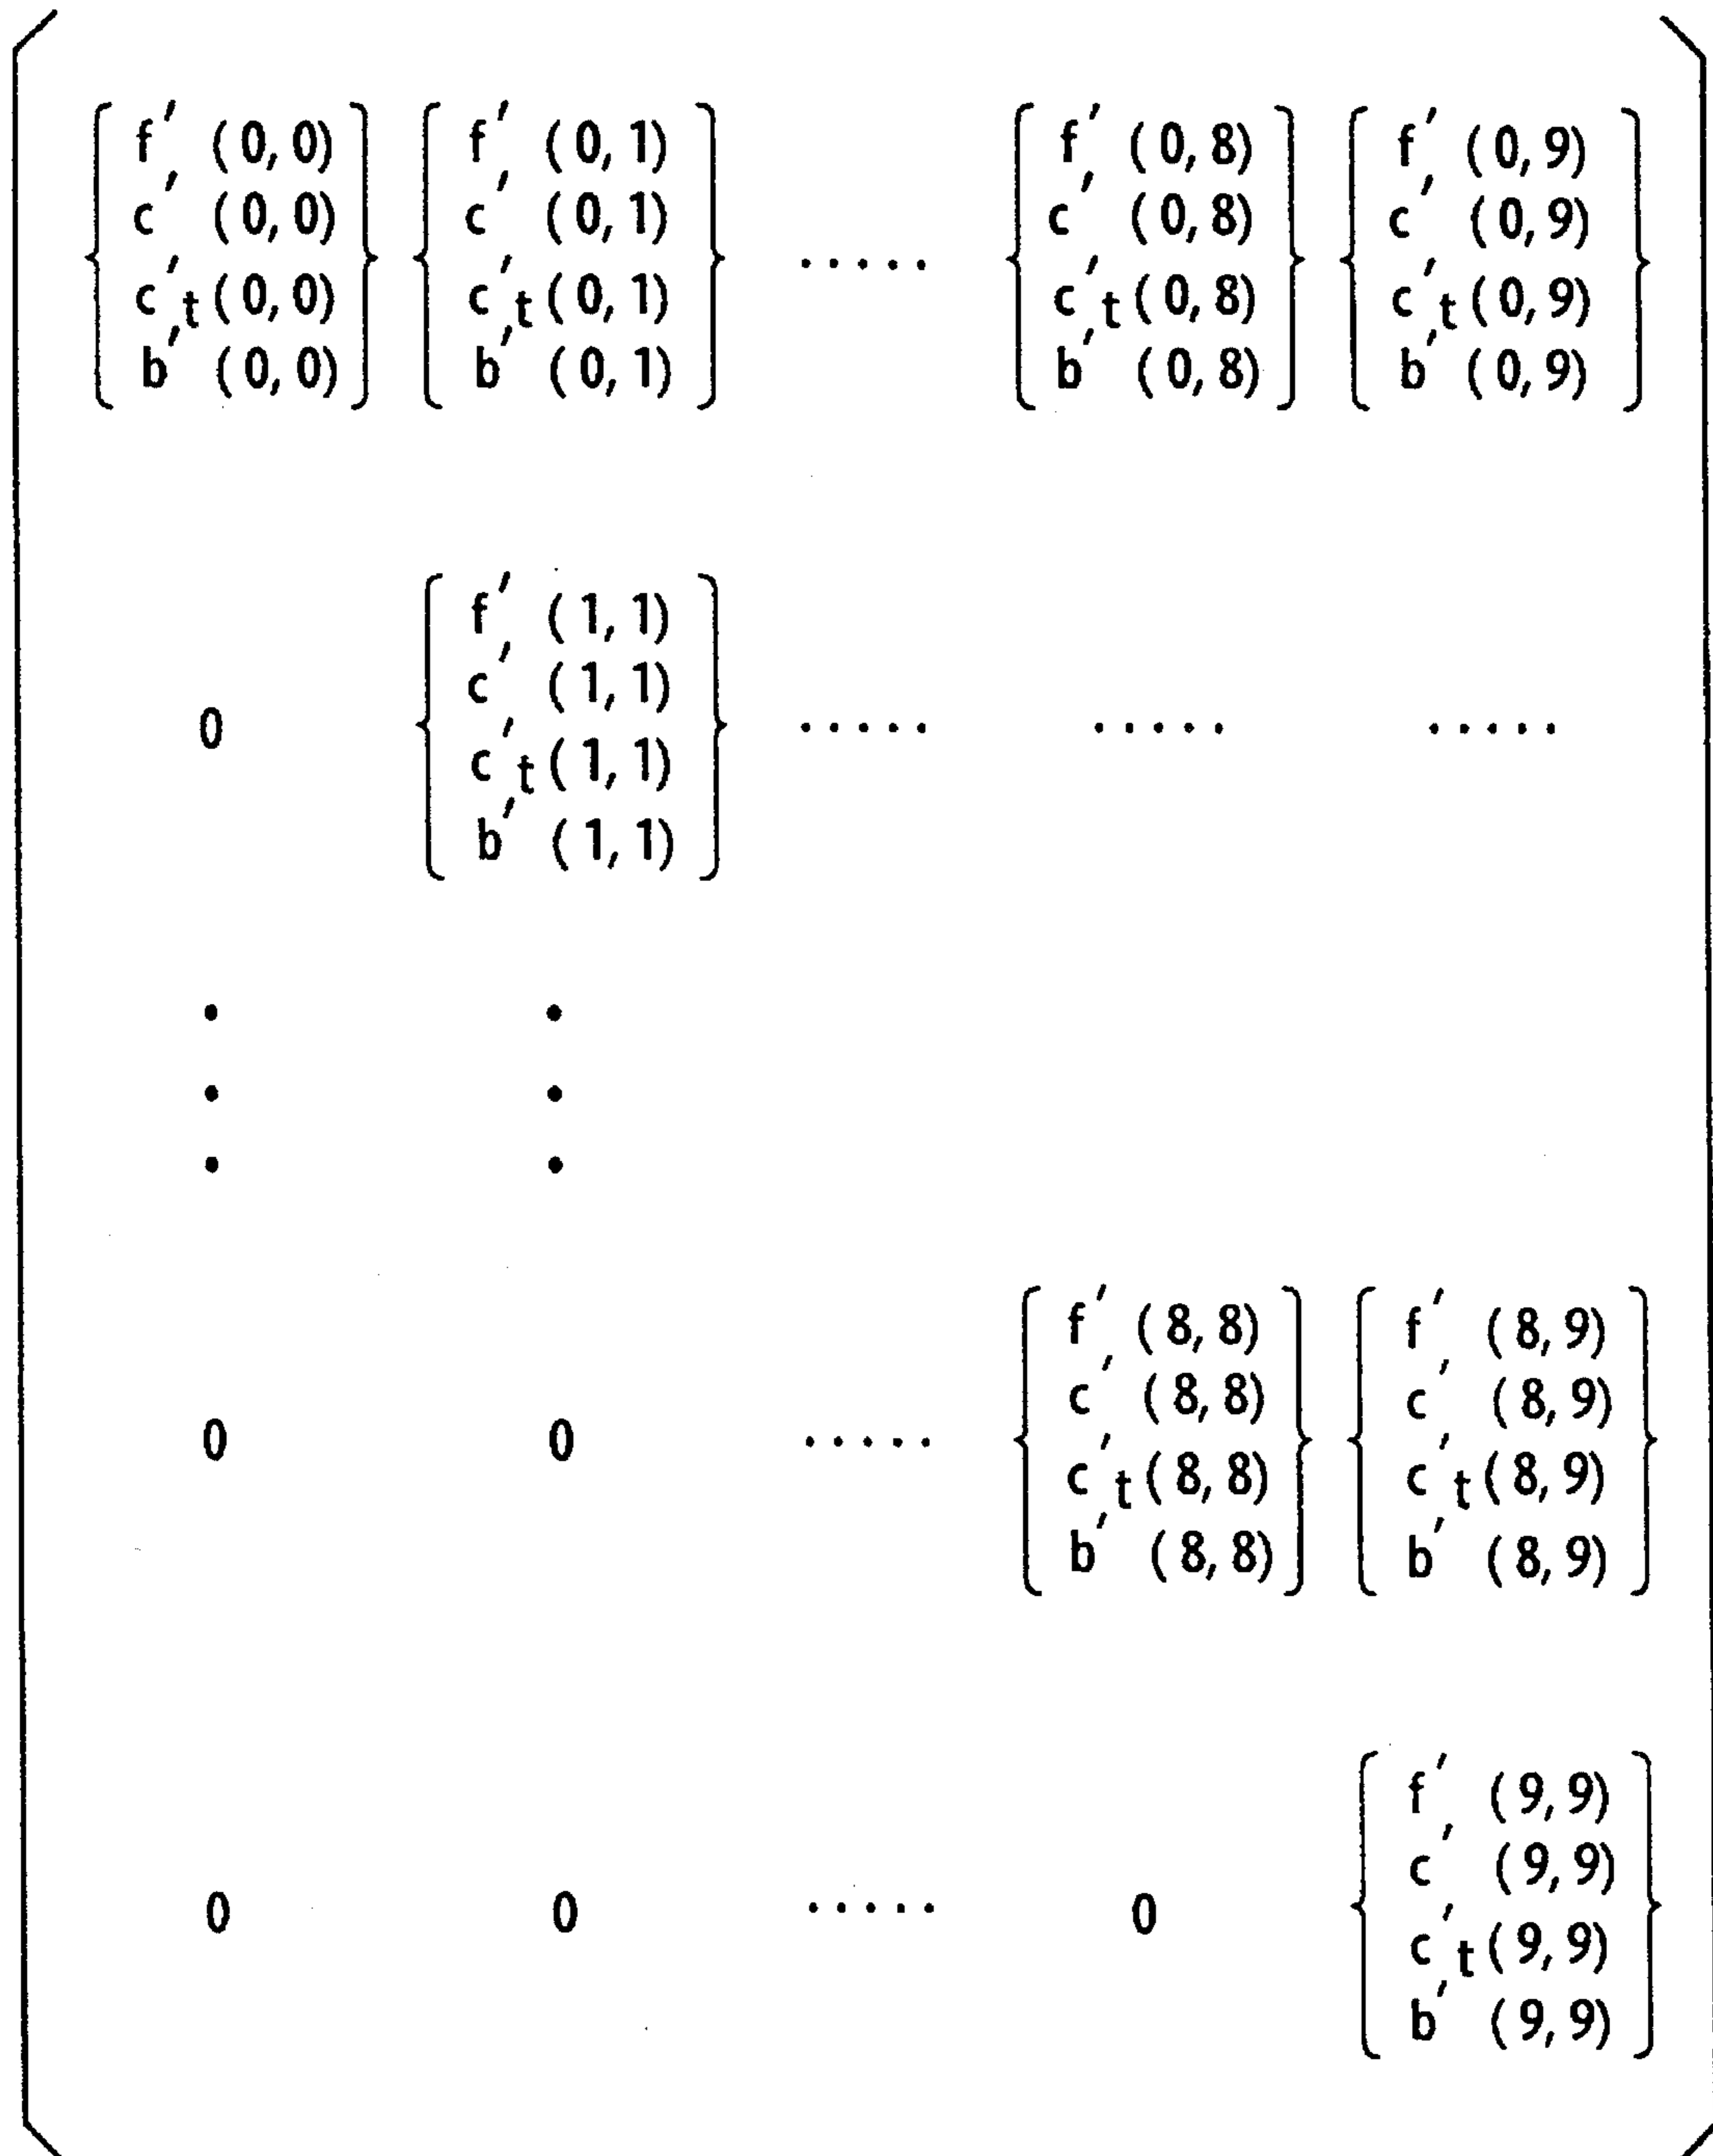 f′ (0, 0) f′ (0, 1) f′ (0, 8) f′ (0, 9)
c′ (0, 0) c′ (0, 1) c′ (0, 8) c′ (0, 9)
.....
c′t (0, 0) c′t (0, 1) c′t (0, 8) c′t (0, 9)
b′ (0, 0) b′ (0, 1) b′ (0, 8) b′ (0, 9)
f′ (1, 1)
c′ (1, 1)
0 ..... ..... .....
c′t (1, 1)
b′ (1, 1)
f′ (8, 8) f′ (8, 9)
c′ (8, 8) c′ (8, 9)
0 0 .....
c′t (8, 8) c′t (8, 9)
b′ (8, 8) b′ (8, 9)
f′ (9, 9)
c′ (9, 9)
0 0 ..... 0
c′t (9, 9)
b′ (9, 9)